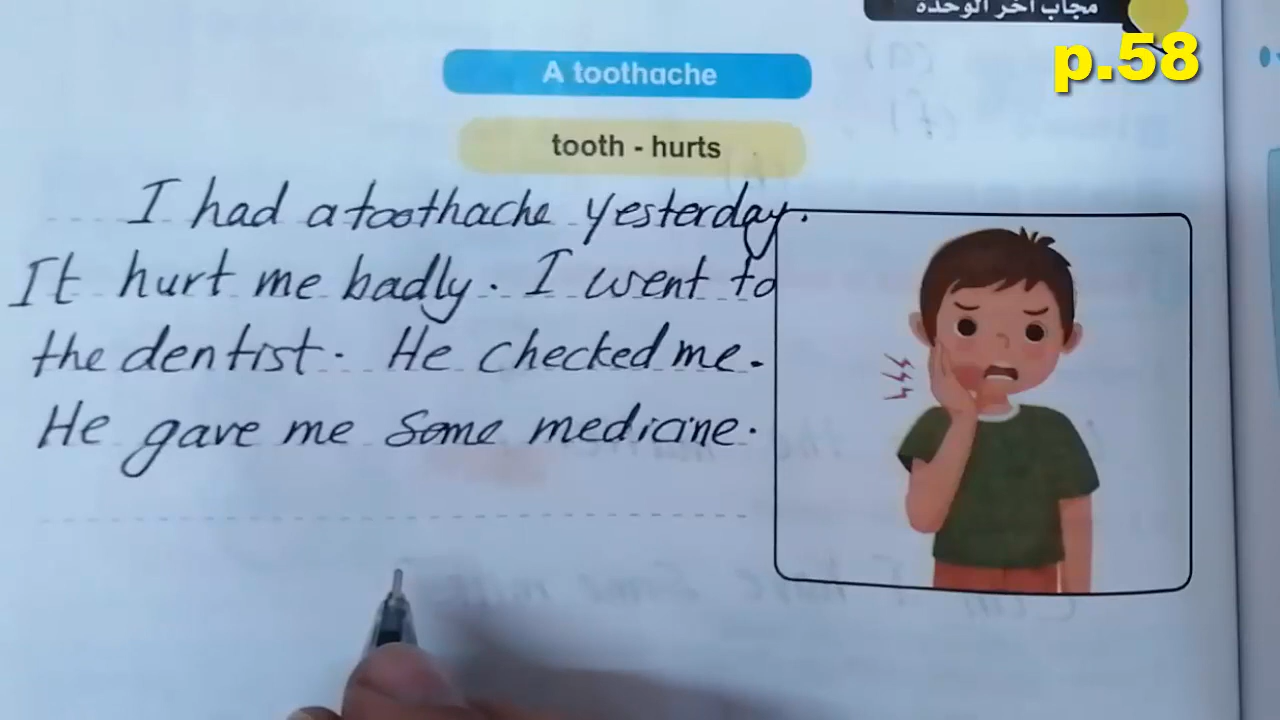 مجاب آخر الوحدة
p.58
A toothache
tooth - hurts
I had a toothache yesterday.
It hurt me badly. I went to
the dentist. He checked me.
He gave me some medicine.